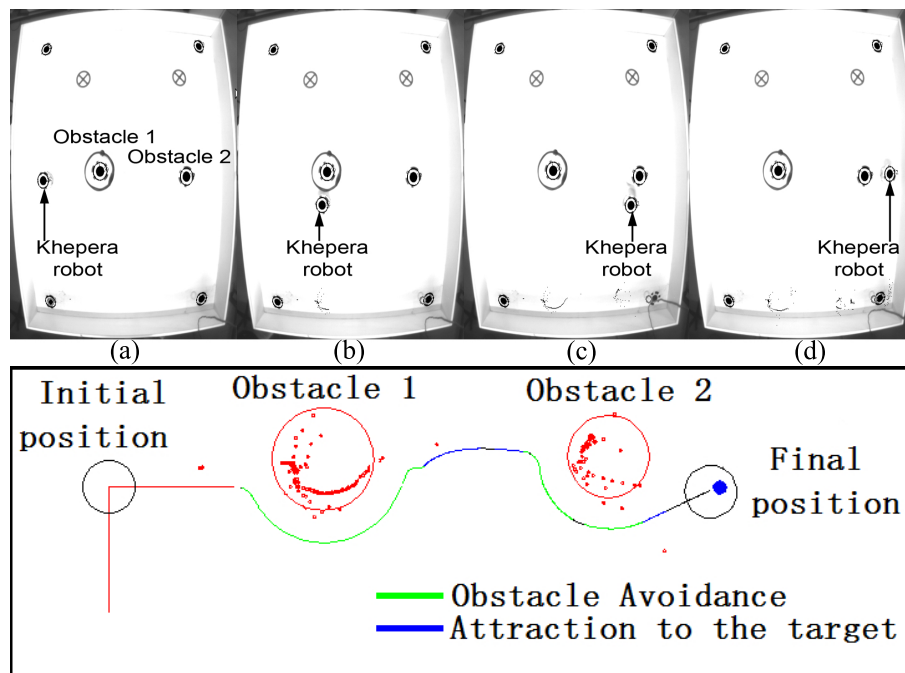 Obstacle 1
Obstacle 2
Khepera
robot
Khepera
robot
Khepera
robot
Khepera
robot
(a)
(b)
(c)
(d)
Initial
position
Obstacle 1
Obstacle 2
Final
position
Obstacle Avoidance
Attraction to the target